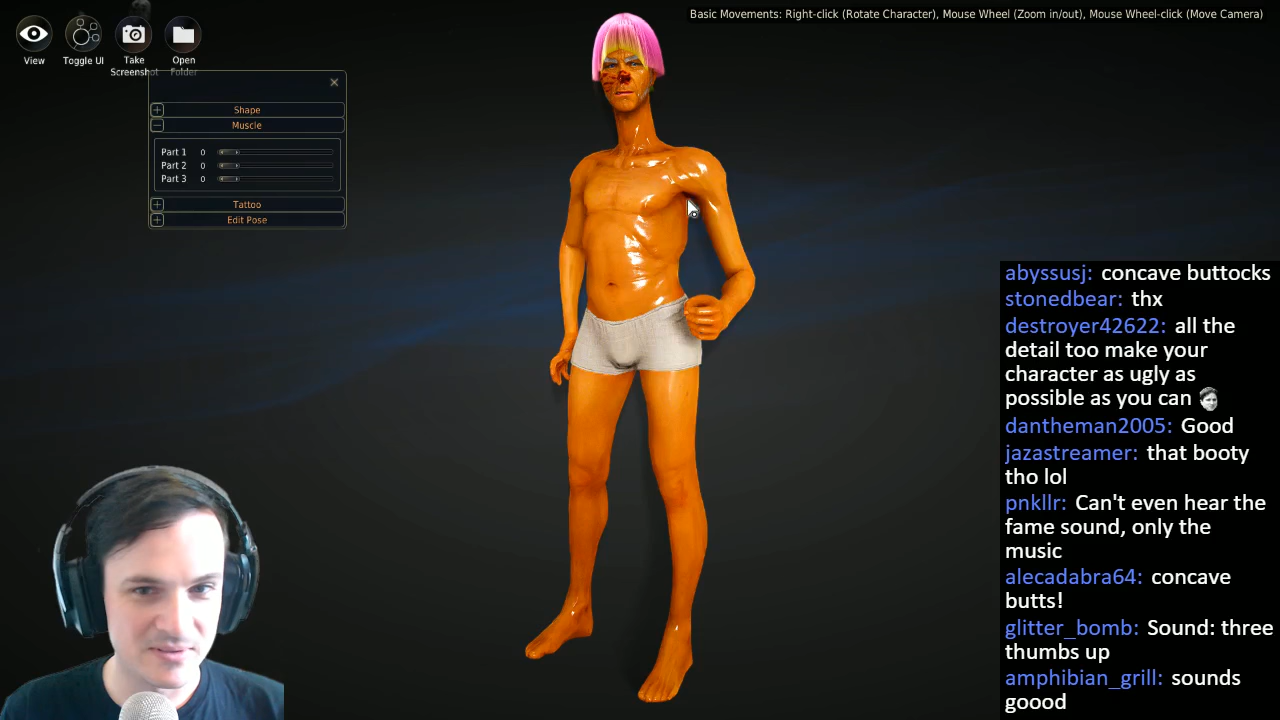 Basic Movements: Right-click (Rotate Character), Mouse Wheel (Zoom in/out), Mouse Wheel-click (Move Camera)
View
Toggle UI
Take
Screenshot
Open
Folder
Shape
Muscle
Part 1 0
Part 2 0
Part 3 0
Tattoo
Edit Pose
abyssusj: concave buttocks
stonedbear: thx
destroyer42622: all the
detail too make your
character as ugly as
possible as you can
dantheman2005: Good
jazastreamer: that booty
tho lol
pnkllr: Can't even hear the
fame sound, only the
music
alecadabra64: concave
butts!
glitter_bomb: Sound: three
thumbs up
amphibian_grill: sounds
goood